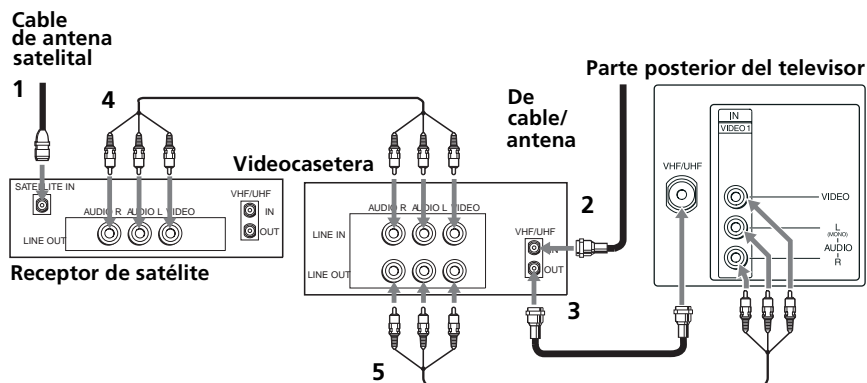 Cable
de antena
satelital
1
4
De
cable/
antena
Parte posterior del televisor
IN
VIDEO 1
VHF/UHF
VIDEO
L
(MONO)
AUDIO
R
Videocasetera
2
SATELLITE IN
AUDIO R AUDIO L VIDEO
VHF/UHF
IN
OUT
LINE OUT
Receptor de satélite
AUDIO R AUDIO L VIDEO
LINE IN
VHF/UHF
IN
OUT
LINE OUT
3
5